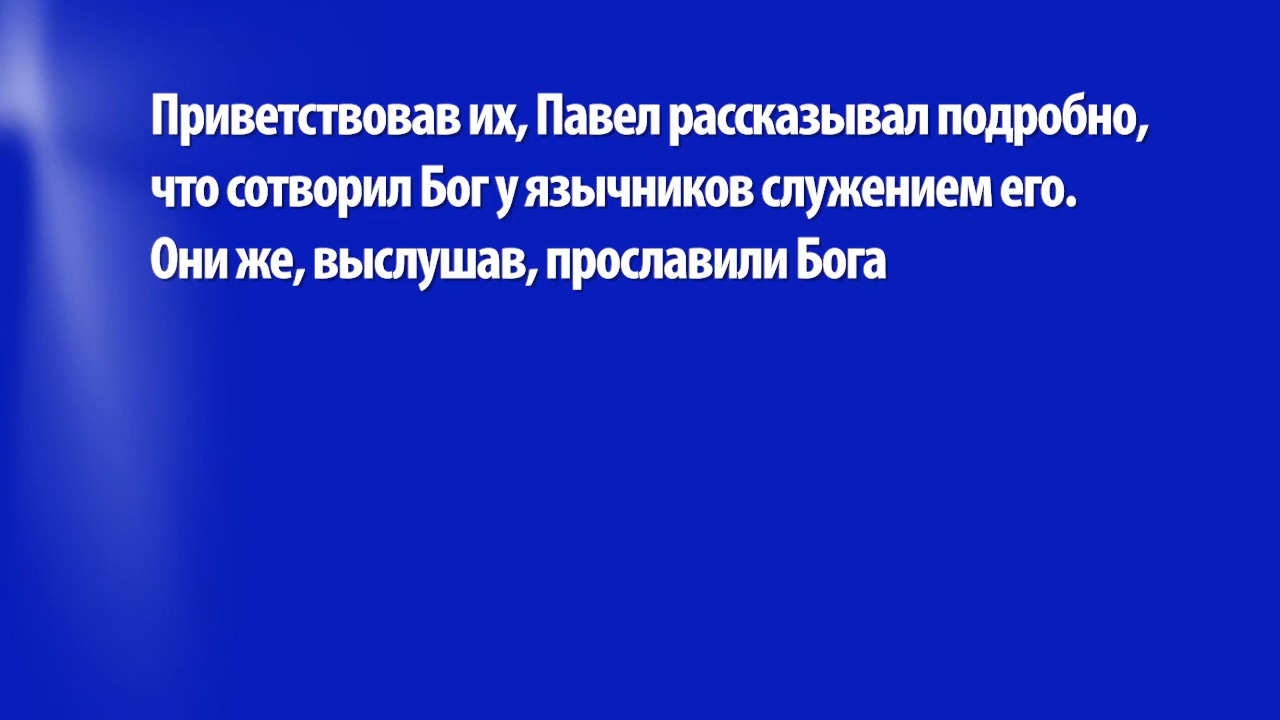 Приветствовав их, Павел рассказывал подробно,
что сотворил Бог у язычников служением его.
Они же, выслушав, прославили Бога